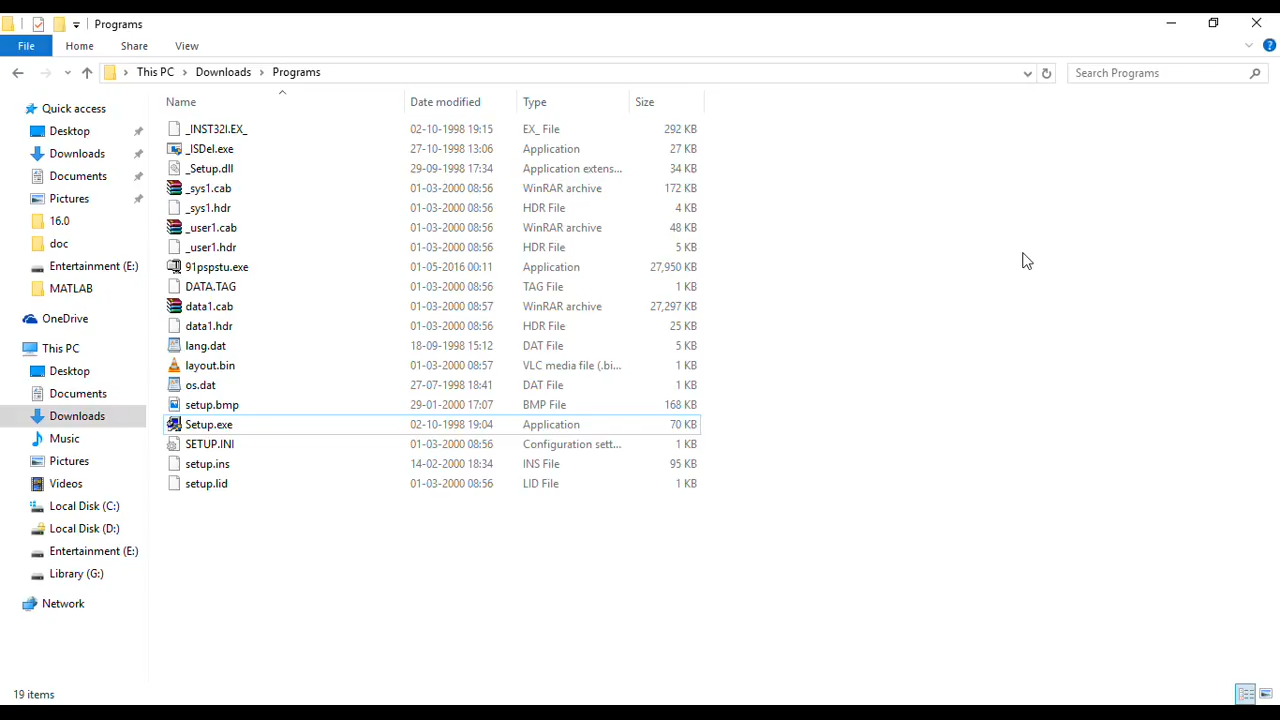 Programs
File Home Share View
This PC Downloads Programs Search Programs
Name Date modified Type Size
Quick access
Desktop
Downloads
Documents
Pictures
16.0
doc
Entertainment (E:)
MATLAB
OneDrive
This PC
Desktop
Documents
Downloads
Music
Pictures
Videos
Local Disk (C:)
Local Disk (D:)
Entertainment (E:)
Library (G:)
Network
_INST32I.EX_ 02-10-1998 19:15 EX_ File 292 KB
_ISDel.exe 27-10-1998 13:06 Application 27 KB
_Setup.dll 29-09-1998 17:34 Application extens... 34 KB
_sys1.cab 01-03-2000 08:56 WinRAR archive 172 KB
_sys1.hdr 01-03-2000 08:56 HDR File 4 KB
_user1.cab 01-03-2000 08:56 WinRAR archive 48 KB
_user1.hdr 01-03-2000 08:56 HDR File 5 KB
91pspstu.exe 01-05-2016 00:11 Application 27,950 KB
DATA.TAG 01-03-2000 08:56 TAG File 1 KB
data1.cab 01-03-2000 08:57 WinRAR archive 27,297 KB
data1.hdr 01-03-2000 08:56 HDR File 25 KB
lang.dat 18-09-1998 15:12 DAT File 5 KB
layout.bin 01-03-2000 08:57 VLC media file (.bi... 1 KB
os.dat 27-07-1998 18:41 DAT File 1 KB
setup.bmp 29-01-2000 17:07 BMP File 168 KB
Setup.exe 02-10-1998 19:04 Application 70 KB
SETUP.INI 01-03-2000 08:56 Configuration sett... 1 KB
setup.ins 14-02-2000 18:34 INS File 95 KB
setup.lid 01-03-2000 08:56 LID File 1 KB
19 items